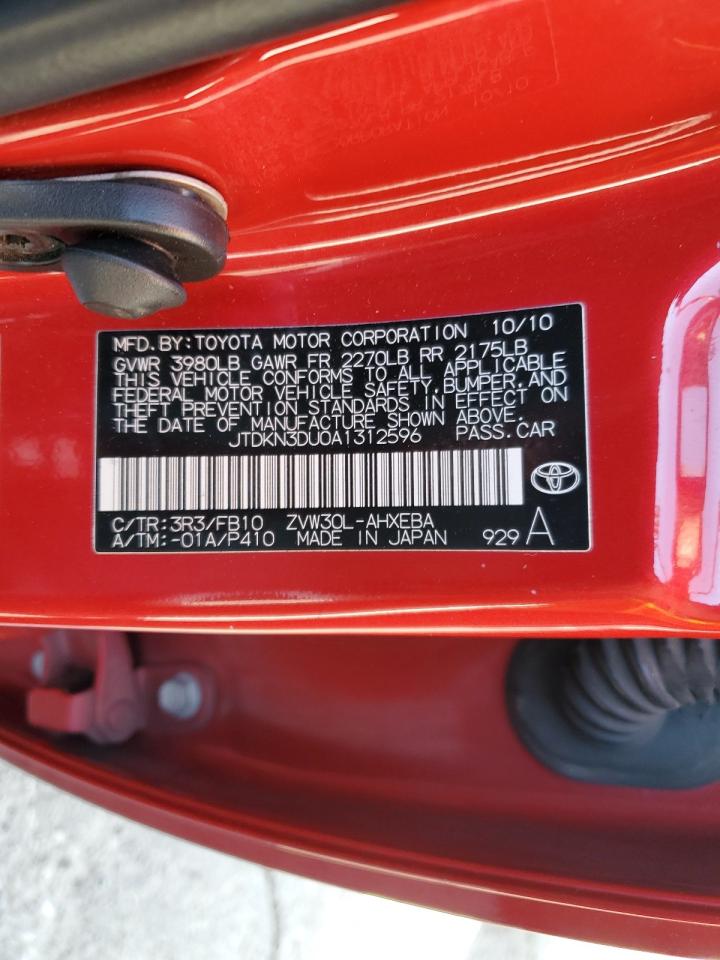 MFD. BY: TOYOTA MOTOR CORPORATION 10/10
GVWR 3980LB GAWR FR 2270LB RR 2175LB
THIS VEHICLE CONFORMS TO ALL APPLICABLE
FEDERAL MOTOR VEHICLE SAFETY, BUMPER, AND
THEFT PREVENTION STANDARDS IN EFFECT ON
THE DATE OF MANUFACTURE SHOWN ABOVE.
JTDKN3DU0A1312596 PASS. CAR
C/TR: 3R3/FB10 ZVW30L-AHXEBA
A/TM: -01A/P410 MADE IN JAPAN 929 A